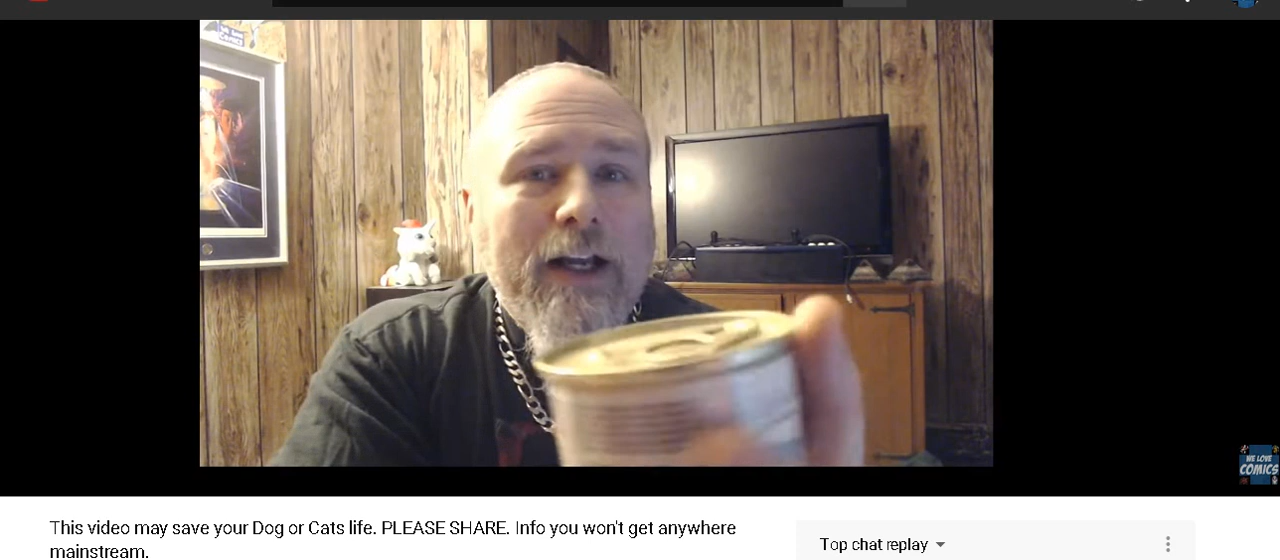 WE LOVE
COMICS
This video may save your Dog or Cats life. PLEASE SHARE. Info you won't get anywhere
mainstream.
Top chat replay